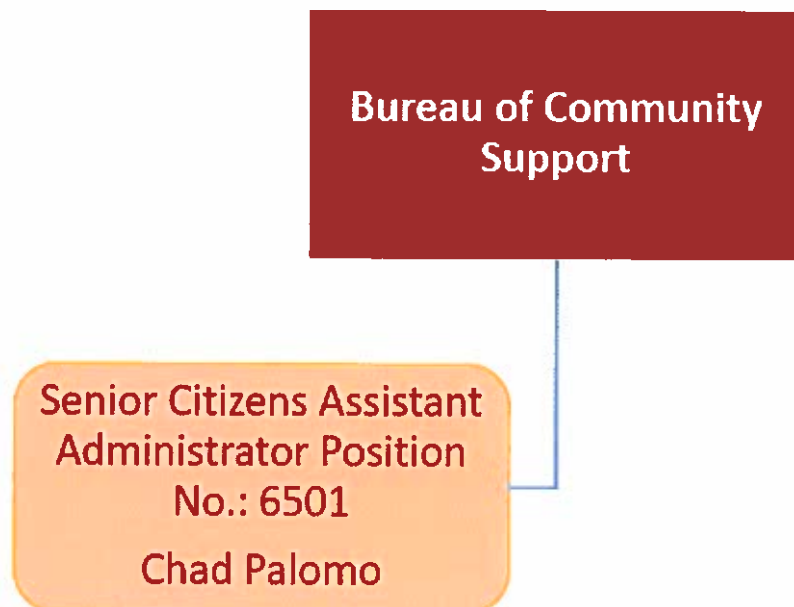 Bureau of Community
Support
Senior Citizens Assistant
Administrator Position
No.: 6501
Chad Palomo